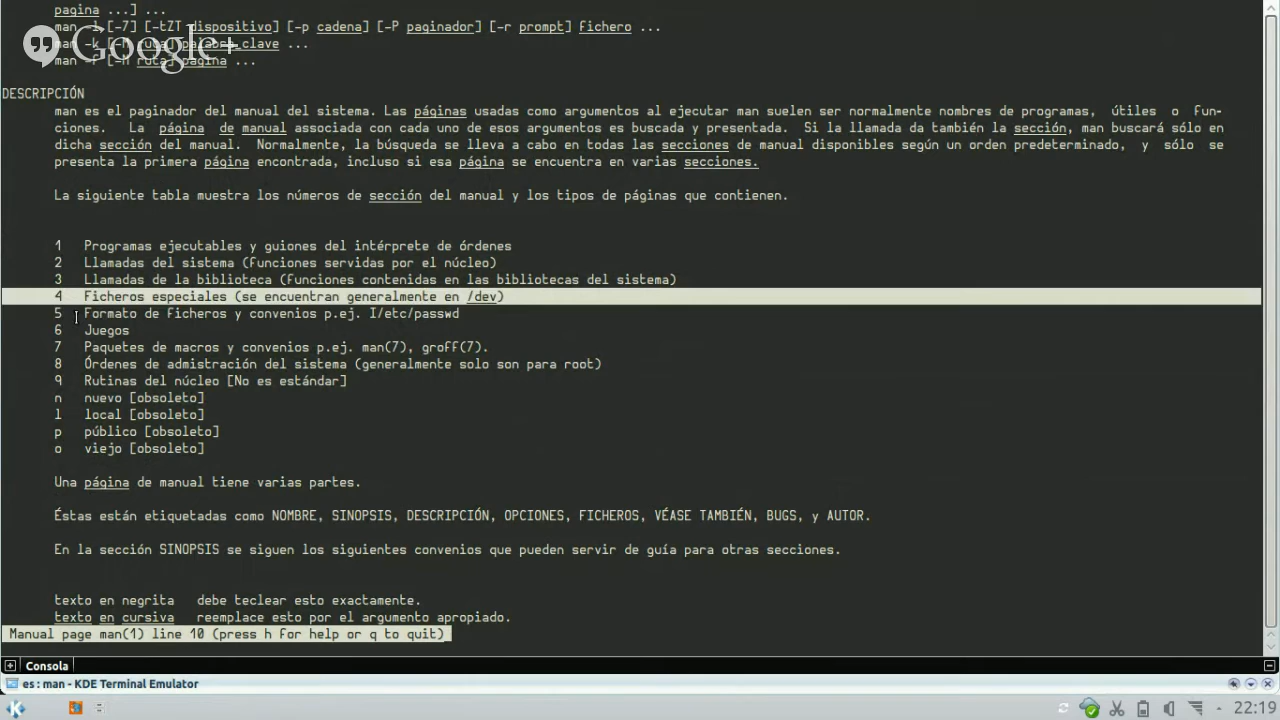 pagina ...] ...
man -l [-7] [-tZT dispositivo] [-p cadena] [-P paginador] [-r prompt] fichero ...
man -k [-M ruta] palabra_clave ...
man -f [-M ruta] pagina ...
Google+
DESCRIPCIÓN
man es el paginador del manual del sistema. Las páginas usadas como argumentos al ejecutar man suelen ser normalmente nombres de programas, útiles o fun-
ciones. La página de manual asociada con cada uno de esos argumentos es buscada y presentada. Si la llamada da también la sección, man buscará sólo en
dicha sección del manual. Normalmente, la búsqueda se lleva a cabo en todas las secciones de manual disponibles según un orden predeterminado, y sólo se
presenta la primera página encontrada, incluso si esa página se encuentra en varias secciones.
La siguiente tabla muestra los números de sección del manual y los tipos de páginas que contienen.
1 Programas ejecutables y guiones del intérprete de órdenes
2 Llamadas del sistema (funciones servidas por el núcleo)
3 Llamadas de la biblioteca (funciones contenidas en las bibliotecas del sistema)
4 Ficheros especiales (se encuentran generalmente en /dev)
5 Formato de ficheros y convenios p.ej. I/etc/passwd
6 Juegos
7 Paquetes de macros y convenios p.ej. man(7), groff(7).
8 Órdenes de admistración del sistema (generalmente solo son para root)
9 Rutinas del núcleo [No es estándar]
n nuevo [obsoleto]
l local [obsoleto]
p público [obsoleto]
o viejo [obsoleto]
Una página de manual tiene varias partes.
Éstas están etiquetadas como NOMBRE, SINOPSIS, DESCRIPCIÓN, OPCIONES, FICHEROS, VÉASE TAMBIÉN, BUGS, y AUTOR.
En la sección SINOPSIS se siguen los siguientes convenios que pueden servir de guía para otras secciones.
texto en negrita debe teclear esto exactamente.
texto en cursiva reemplace esto por el argumento apropiado.
Manual page man(1) line 10 (press h for help or q to quit)
Consola
es : man - KDE Terminal Emulator
22:19